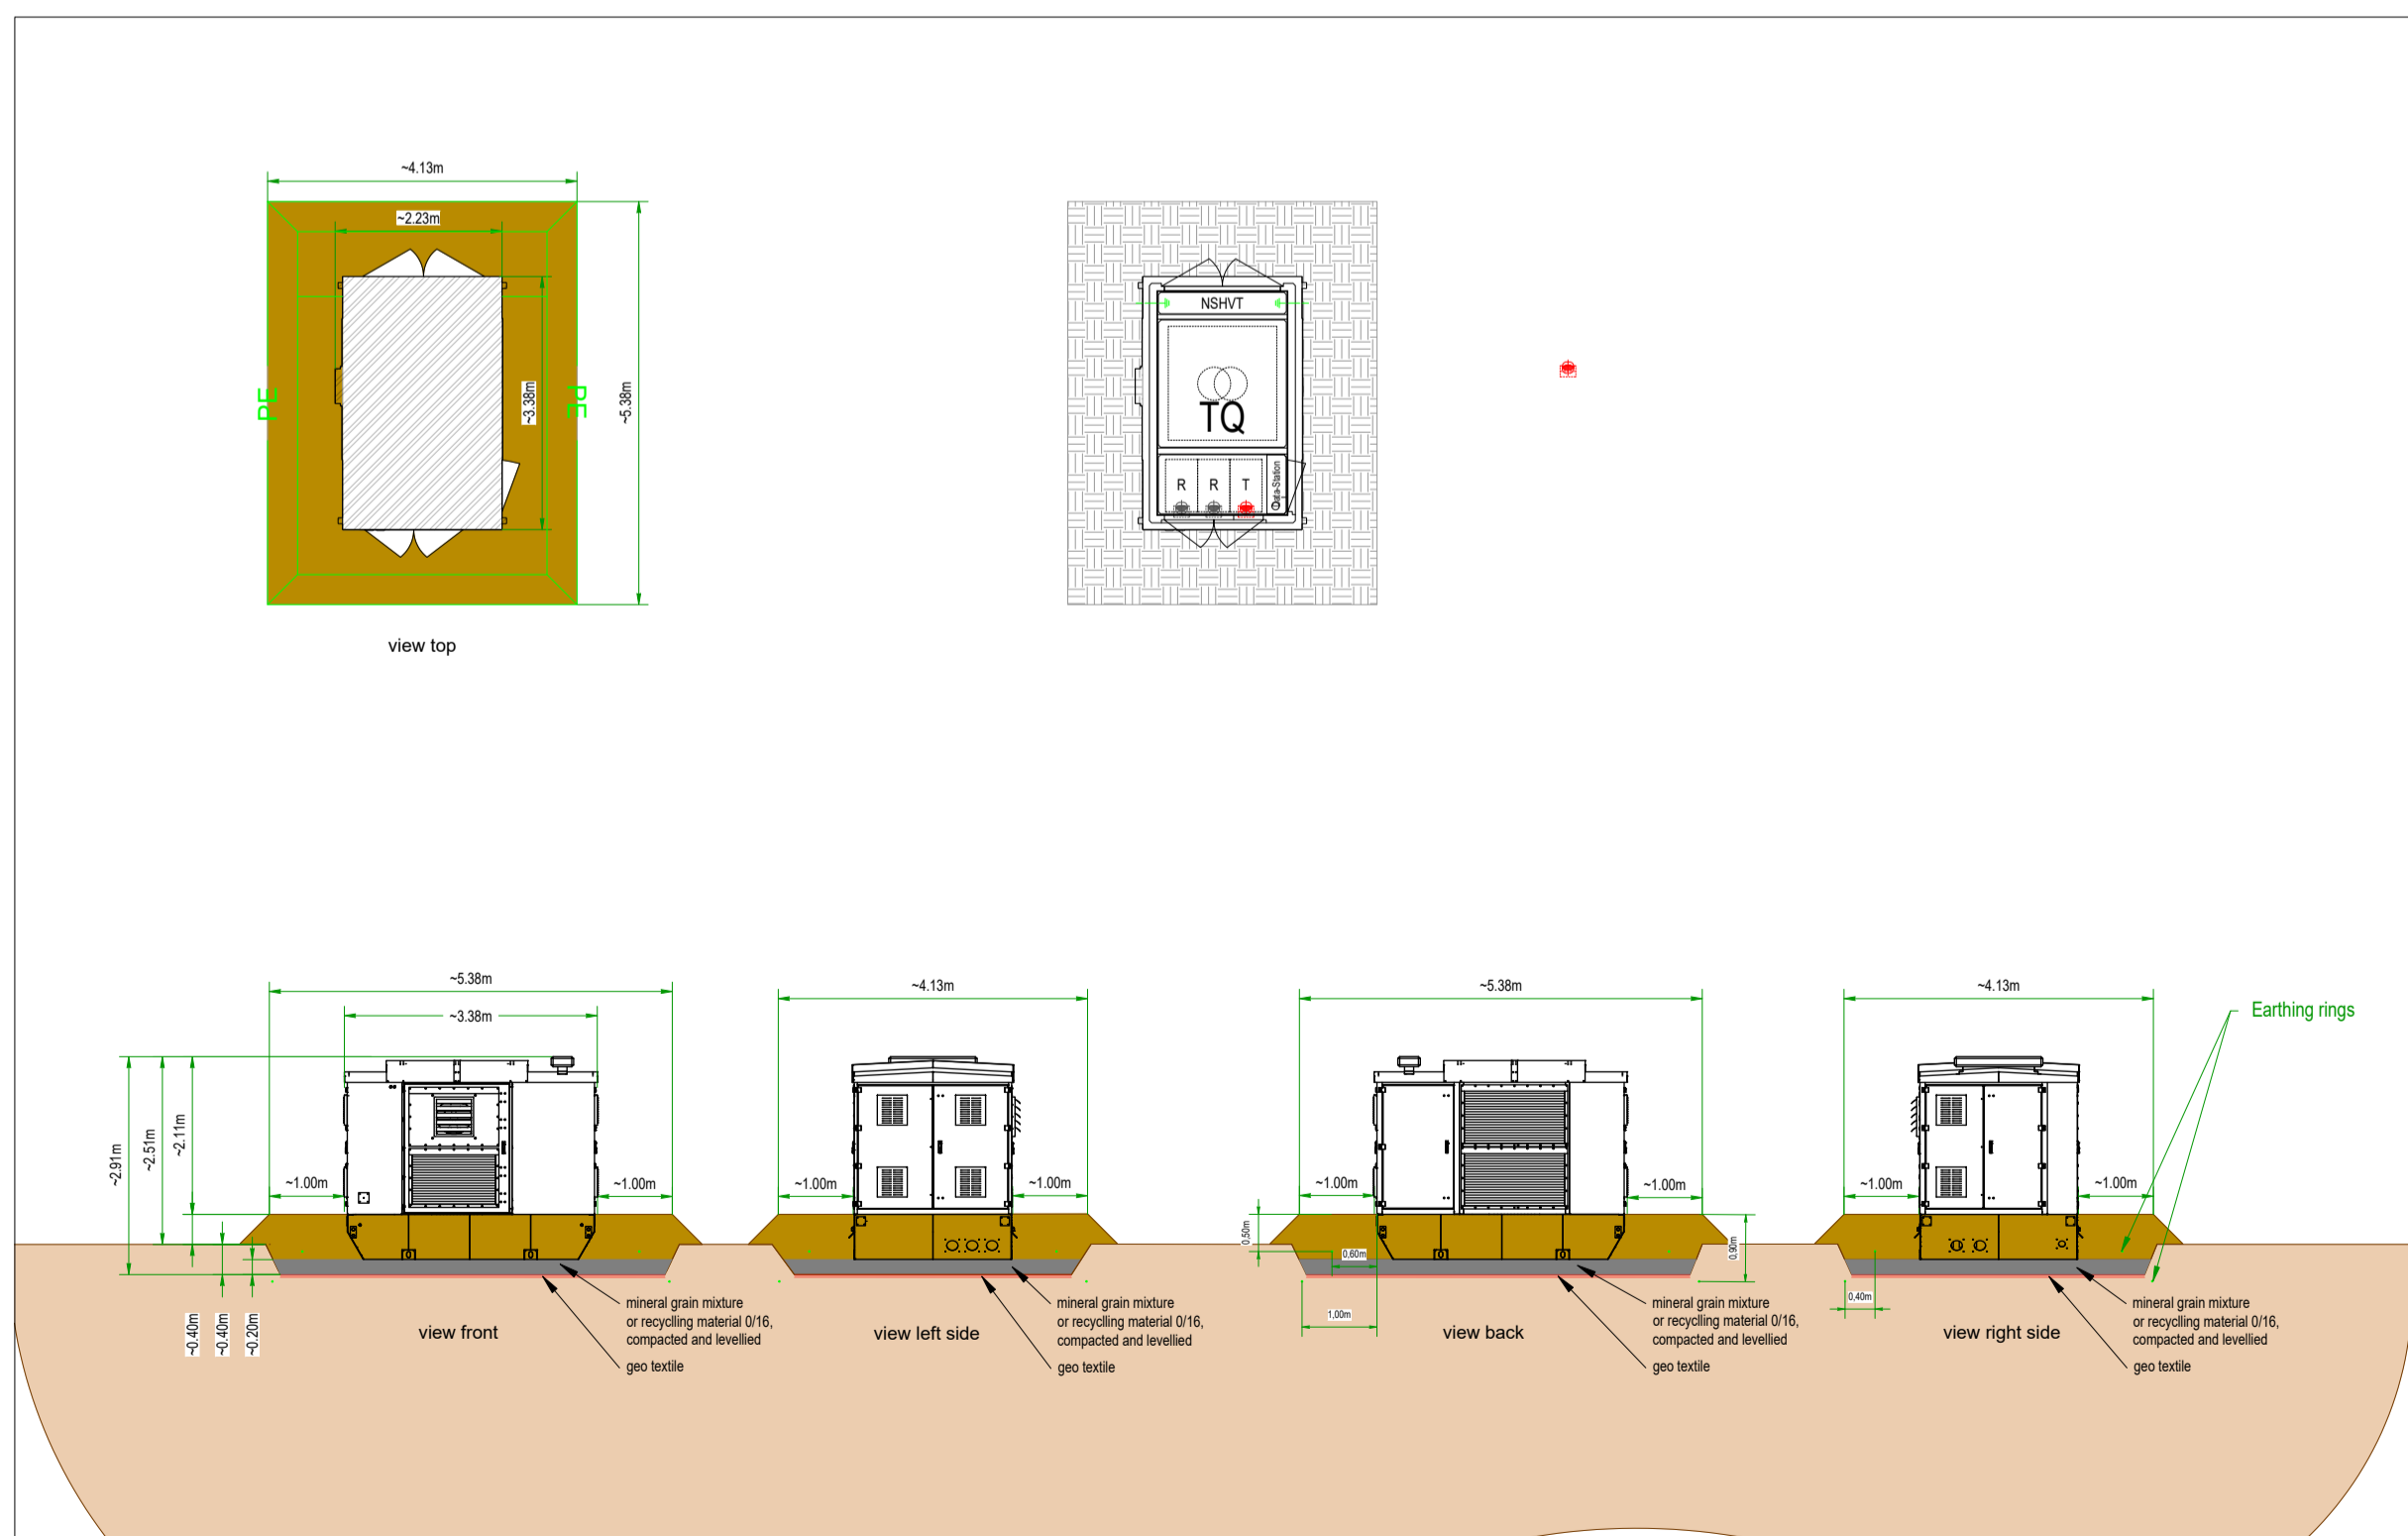 ~4.13m
~2.23m
~3.38m
~5.38m
PE
PE
view top
NSHVT
TQ
R
R
T
Data-Station
~5.38m
~3.38m
~2.91m
~2.51m
~2.11m
~1.00m
~1.00m
~0.40m
~0.40m
~0.20m
view front
mineral grain mixture
or recyclling material 0/16,
compacted and levellied
geo textile
~4.13m
~1.00m
~1.00m
view left side
mineral grain mixture
or recyclling material 0/16,
compacted and levellied
geo textile
~5.38m
~1.00m
~1.00m
0,50m
0,60m
0,90m
1,00m
view back
mineral grain mixture
or recyclling material 0/16,
compacted and levellied
geo textile
~4.13m
Earthing rings
~1.00m
~1.00m
0,40m
view right side
mineral grain mixture
or recyclling material 0/16,
compacted and levellied
geo textile